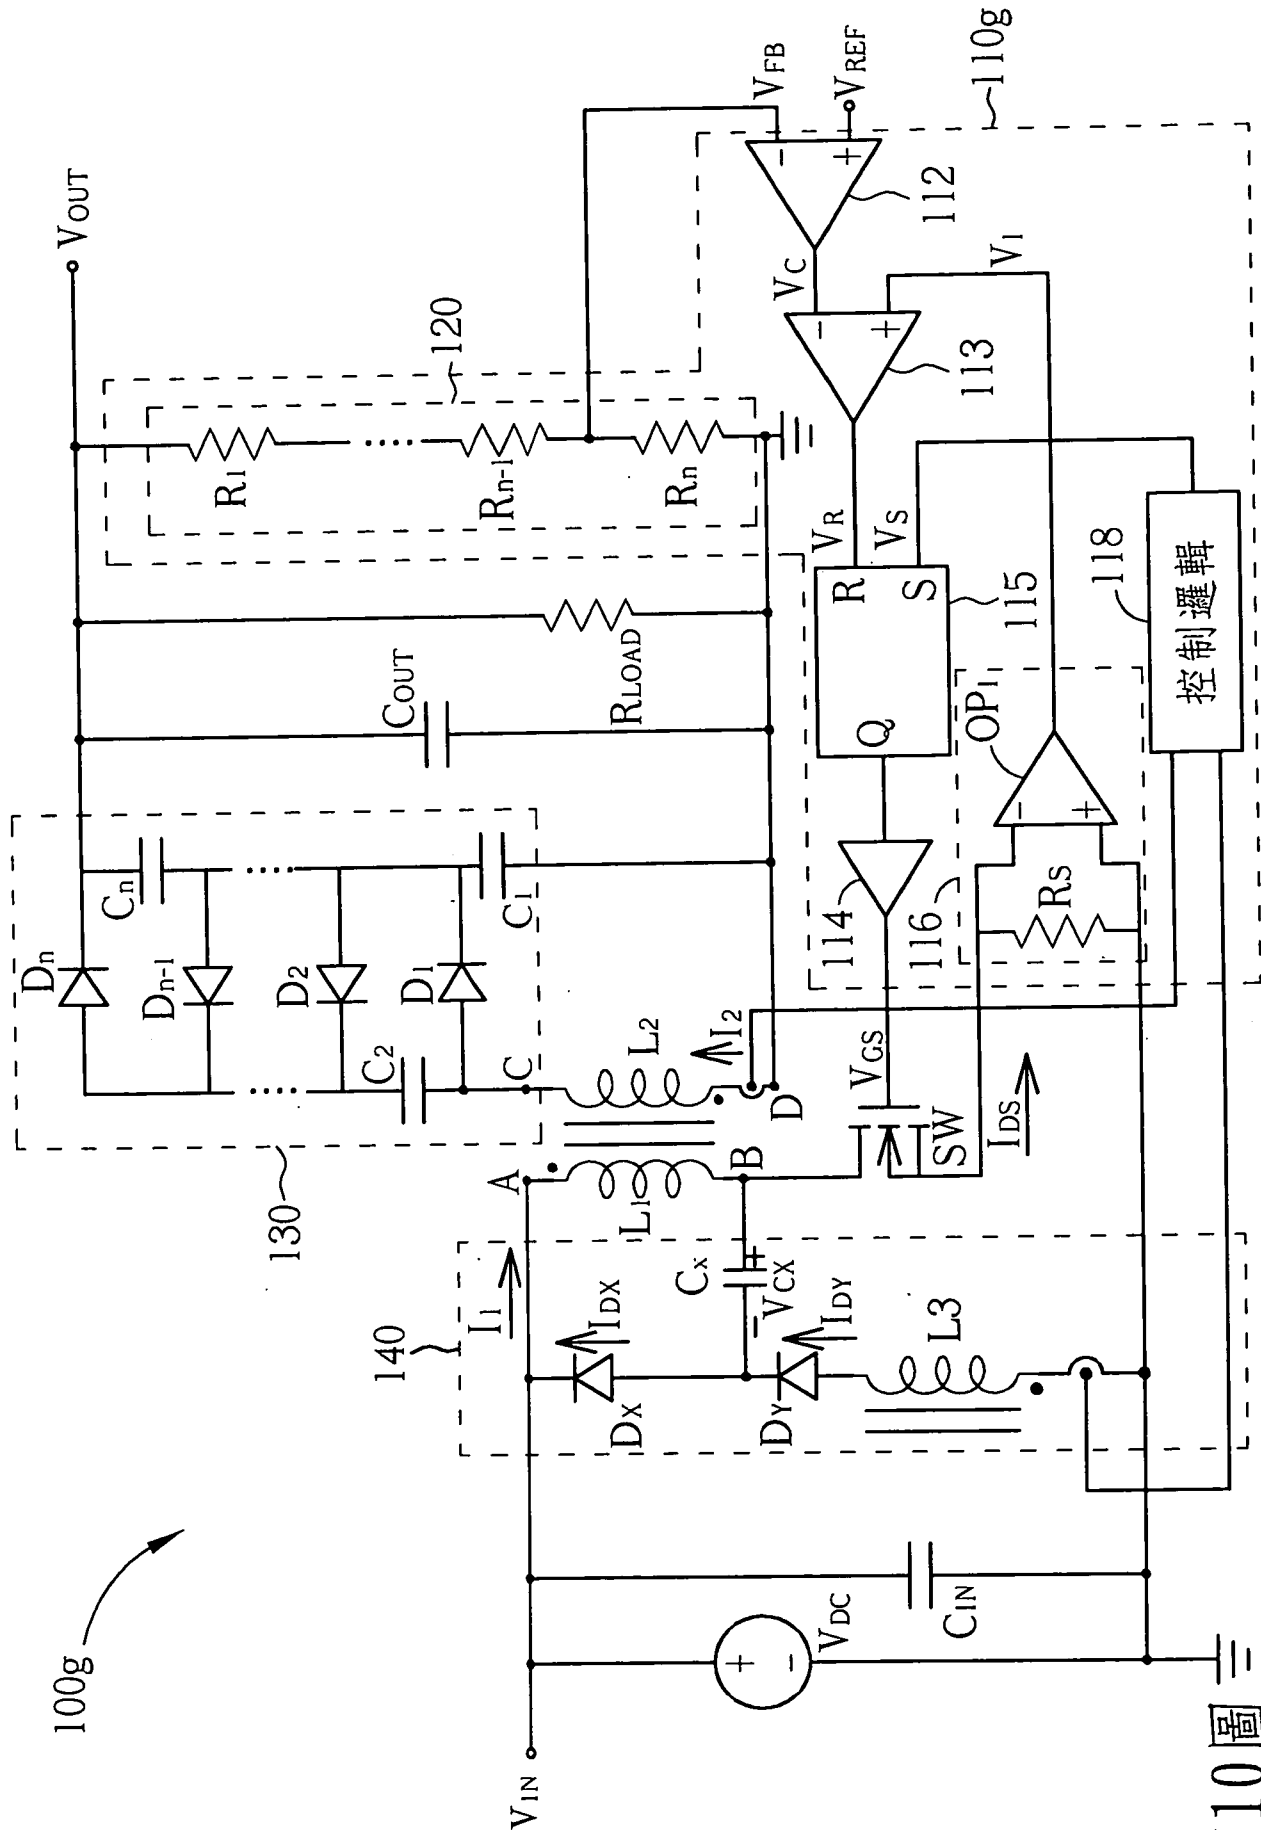 100g
VIN
VDC
CIN
140
I1
IDX
DX
DY
IDY
CX
VCX
+
−
L3
A
B
L1
L2
I2
C
D
130
Dn
Dn-1
D2
D1
Cn
C2
C1
COUT
RLOAD
VOUT
120
R1
Rn-1
Rn
VFB
VREF
110g
−
+
112
VC
−
+
113
VI
VR
VS
R
S
Q
115
114
116
VGS
SW
IDS
RS
OP1
−
+
118
控制邏輯
+
−
10圖